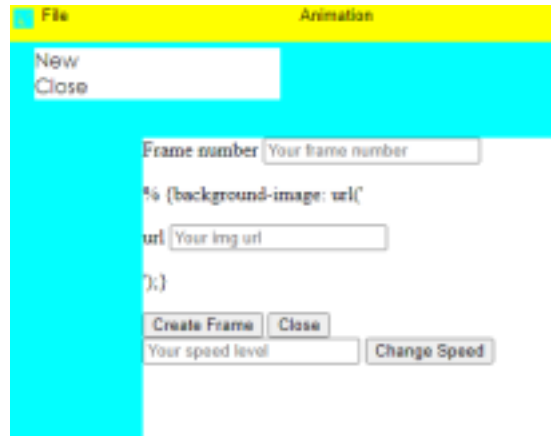 File Animation
New
Close
Frame number Your frame number
% {background-image: url('
url Your img url
');}
Create Frame Close
Your speed level Change Speed